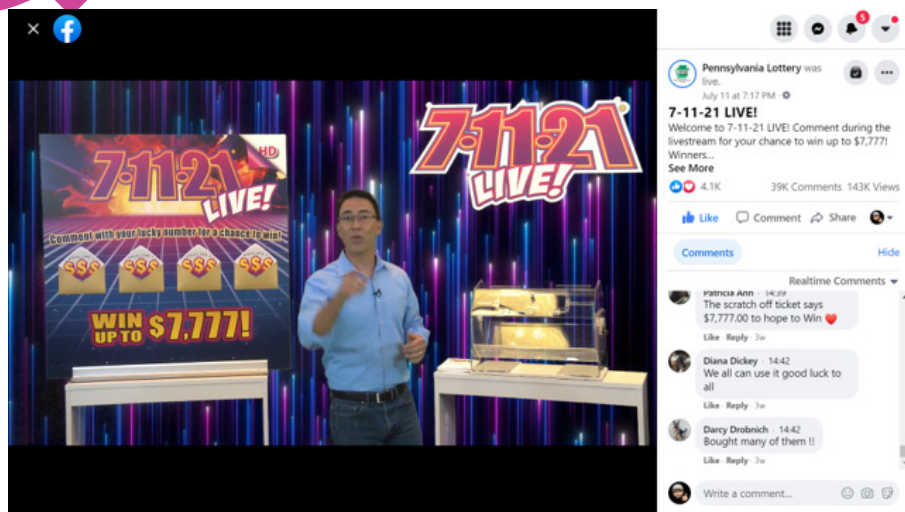 5
Pennsylvania Lottery was
live.
July 11 at 7:17 PM ·
7-11-21 LIVE!
Welcome to 7-11-21 LIVE! Comment during the
livestream for your chance to win up to $7,777!
Winners...
See More
4.1K 39K Comments 143K Views
Like Comment Share
Comments Hide
Realtime Comments
Patricia Ann · 14:39
The scratch off ticket says
$7,777.00 to hope to Win
Like · Reply · 3w
Diana Dickey · 14:42
We all can use it good luck to
all
Like · Reply · 3w
Darcy Drobnich · 14:42
Bought many of them !!
Like · Reply · 3w
Write a comment...
7·11·21
LIVE!
HD
7·11·21
LIVE!
Comment with your lucky number for a chance to win!
$$$ $$$ $$$ $$$
WIN
UP TO $7,777!